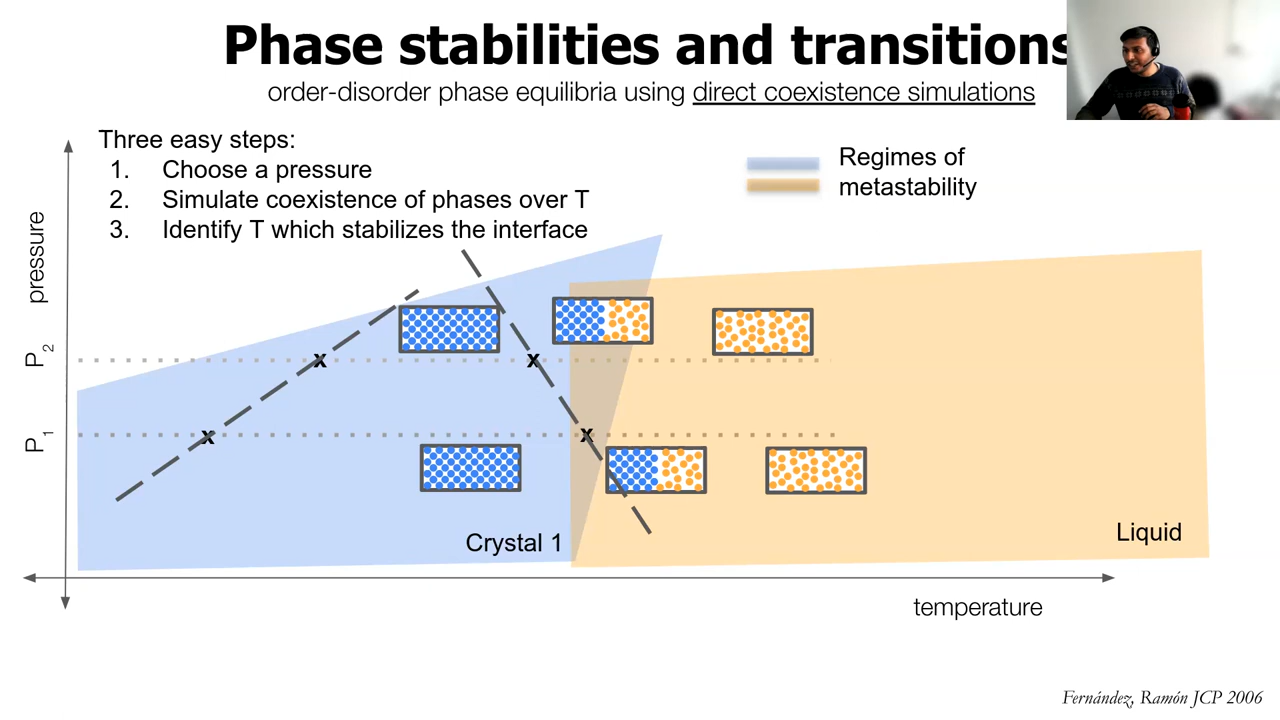 Phase stabilities and transitions
order-disorder phase equilibria using direct coexistence simulations
Three easy steps:
1. Choose a pressure
2. Simulate coexistence of phases over T
3. Identify T which stabilizes the interface
Regimes of
metastability
pressure
P2
x
x
P1
x
x
Crystal 1
Liquid
temperature
Fernández, Ramón JCP 2006